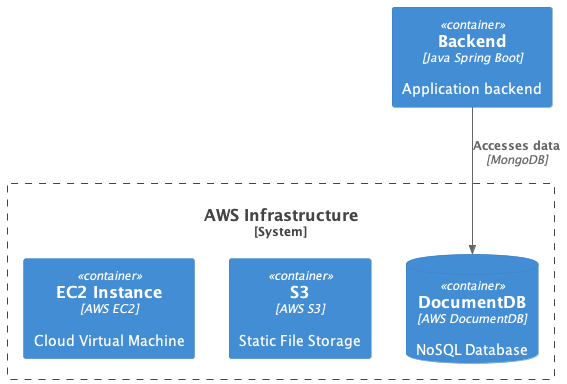 «container»
Backend
[Java Spring Boot]
Application backend
Accesses data
[MongoDB]
AWS Infrastructure
[System]
«container»
EC2 Instance
[AWS EC2]
Cloud Virtual Machine
«container»
S3
[AWS S3]
Static File Storage
«container»
DocumentDB
[AWS DocumentDB]
NoSQL Database